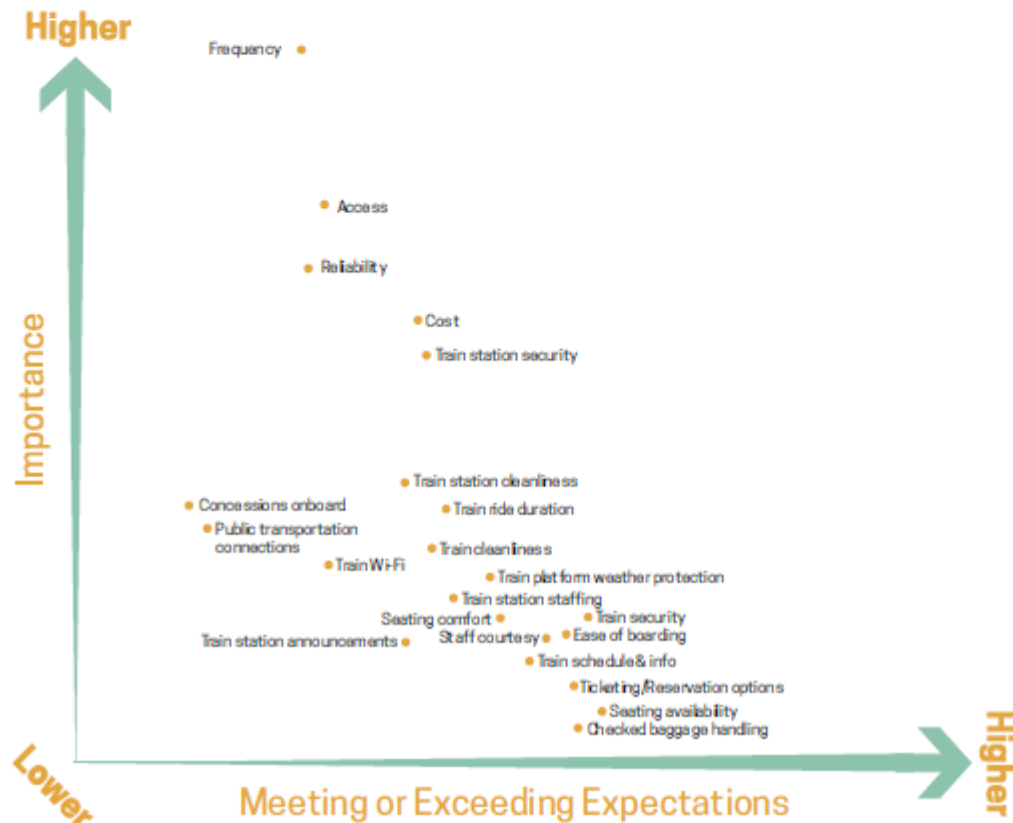 Higher
Frequency
Access
Reliability
Cost
Train station security
Importance
Train station cleanliness
Concessions onboard
Train ride duration
Public transportation
connections
Train cleanliness
Train Wi-Fi
Train platform weather protection
Train station staffing
Seating comfort
Train security
Staff courtesy
Ease of boarding
Train station announcements
Train schedule & info
Ticketing/Reservation options
Seating availability
Checked baggage handling
Higher
Lower
Meeting or Exceeding Expectations